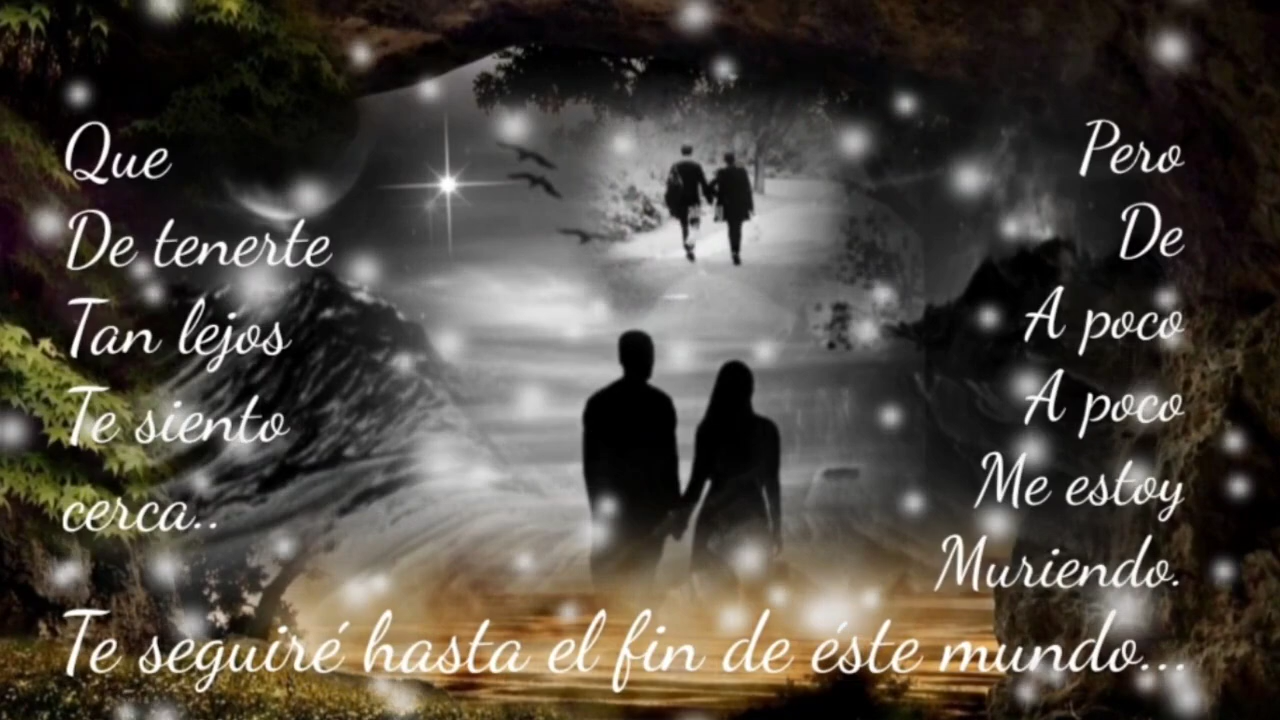 Que
De tenerte
Tan lejos
Te siento
cerca..
Pero
De
A poco
A poco
Me estoy
Muriendo.
Te seguiré hasta el fin de éste mundo...